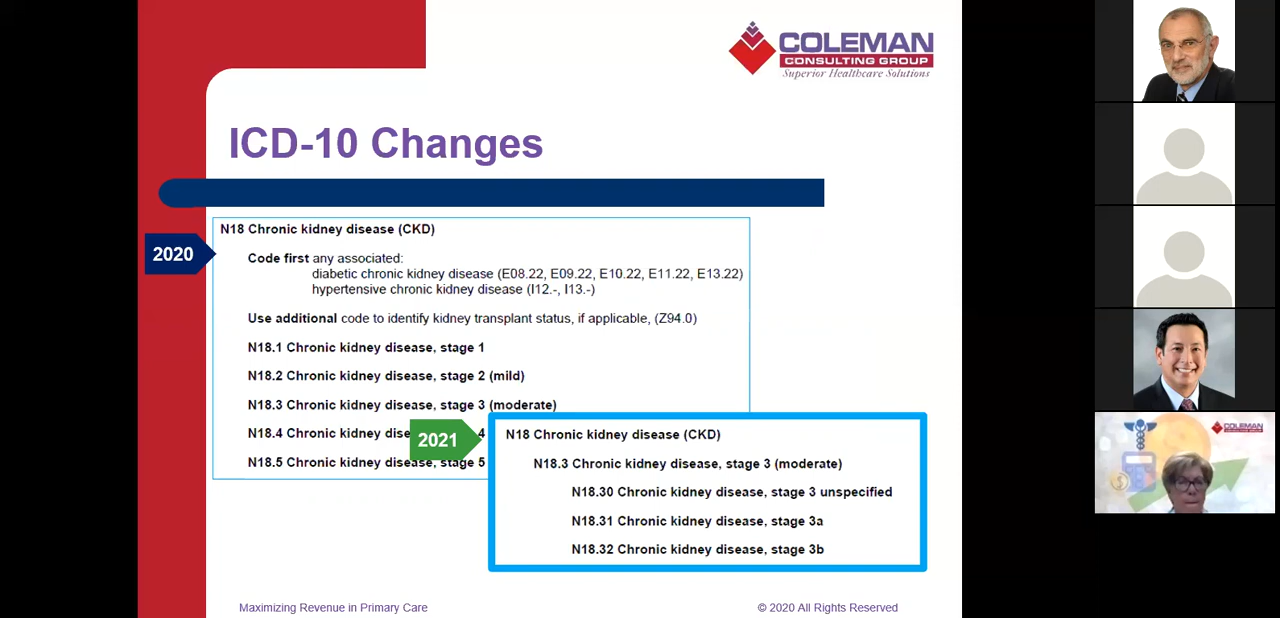 COLEMAN
CONSULTING GROUP
Superior Healthcare Solutions
ICD-10 Changes
2020
N18 Chronic kidney disease (CKD)
Code first any associated:
diabetic chronic kidney disease (E08.22, E09.22, E10.22, E11.22, E13.22)
hypertensive chronic kidney disease (I12.-, I13.-)
Use additional code to identify kidney transplant status, if applicable, (Z94.0)
N18.1 Chronic kidney disease, stage 1
N18.2 Chronic kidney disease, stage 2 (mild)
N18.3 Chronic kidney disease, stage 3 (moderate)
N18.4 Chronic kidney 4
N18.5 Chronic kidney disease, stage 5
2021
N18 Chronic kidney disease (CKD)
N18.3 Chronic kidney disease, stage 3 (moderate)
N18.30 Chronic kidney disease, stage 3 unspecified
N18.31 Chronic kidney disease, stage 3a
N18.32 Chronic kidney disease, stage 3b
Maximizing Revenue in Primary Care
© 2020 All Rights Reserved
COLEMAN